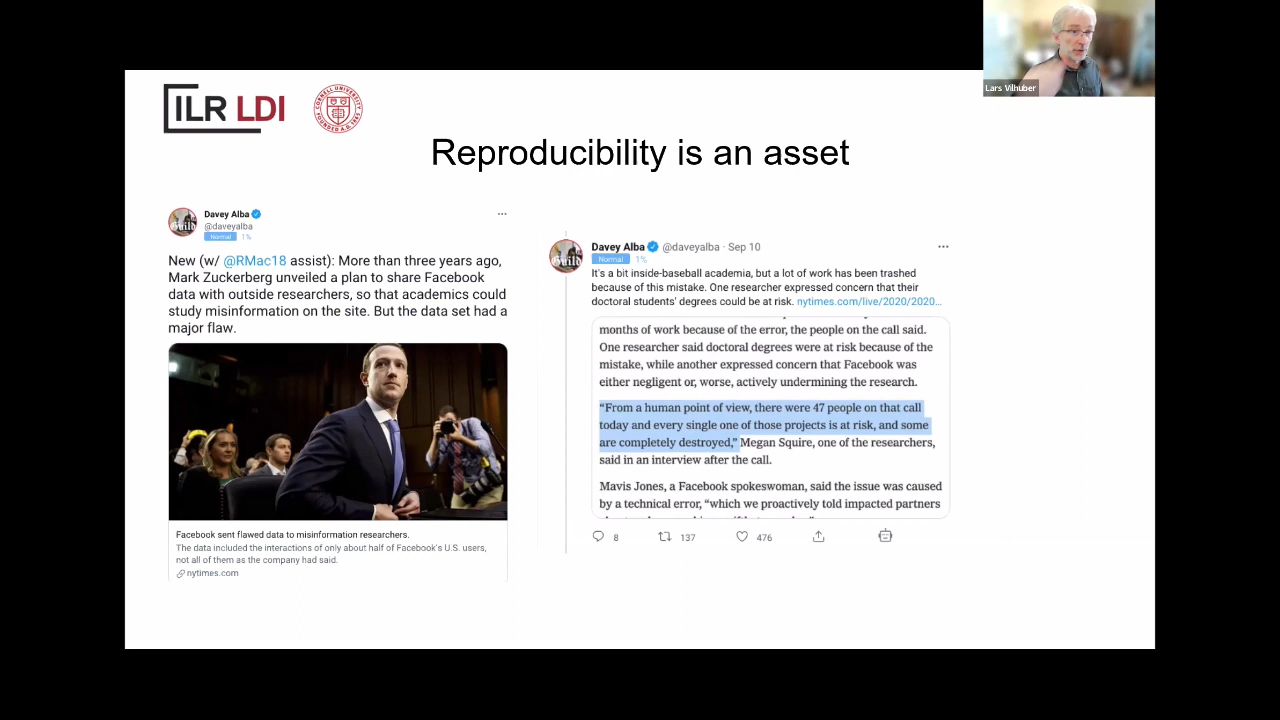 Lars Vilhuber
ILR LDI
CORNELL UNIVERSITY
FOUNDED A.D. 1865
Reproducibility is an asset
Davey Alba
@daveyalba
Normal 1%
New (w/ @RMac18 assist): More than three years ago,
Mark Zuckerberg unveiled a plan to share Facebook
data with outside researchers, so that academics could
study misinformation on the site. But the data set had a
major flaw.
Facebook sent flawed data to misinformation researchers.
The data included the interactions of only about half of Facebook's U.S. users,
not all of them as the company had said.
nytimes.com
Guild
Davey Alba @daveyalba · Sep 10
Normal 1%
It's a bit inside-baseball academia, but a lot of work has been trashed
because of this mistake. One researcher expressed concern that their
doctoral students' degrees could be at risk. nytimes.com/live/2020/2020...
months of work because of the error, the people on the call said.
One researcher said doctoral degrees were at risk because of the
mistake, while another expressed concern that Facebook was
either negligent or, worse, actively undermining the research.
“From a human point of view, there were 47 people on that call
today and every single one of those projects is at risk, and some
are completely destroyed,” Megan Squire, one of the researchers,
said in an interview after the call.
Mavis Jones, a Facebook spokeswoman, said the issue was caused
by a technical error, “which we proactively told impacted partners
8 137 476